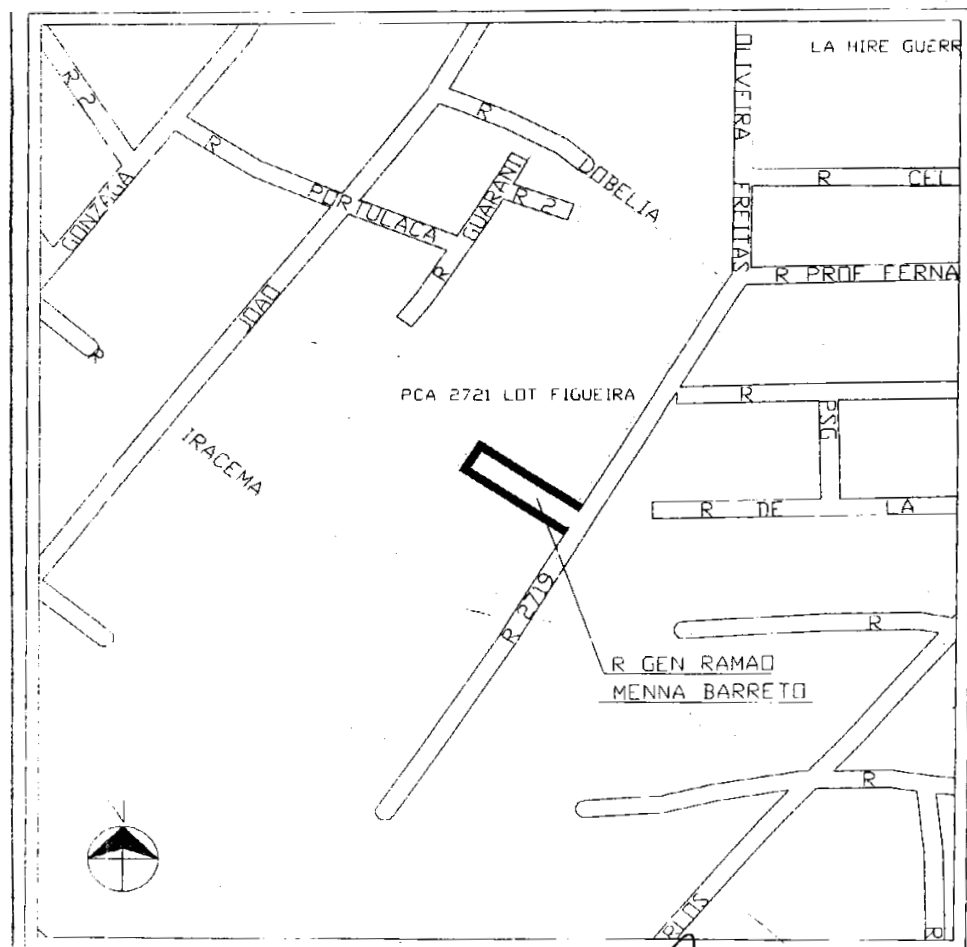 LA HIRE GUERR
OLIVEIRA
R 2
R
R
DOBELIA
GONZAGA
PORTULACA
GUARANI
R 2
R
R CEL
FREITAS
R PROF FERNA
JOAO
R
R
PCA 2721 LOT FIGUEIRA
R
PSG
IRACEMA
R DE LA
R 2719
R
R GEN RAMAO
MENNA BARRETO
R
N
R LOS
R